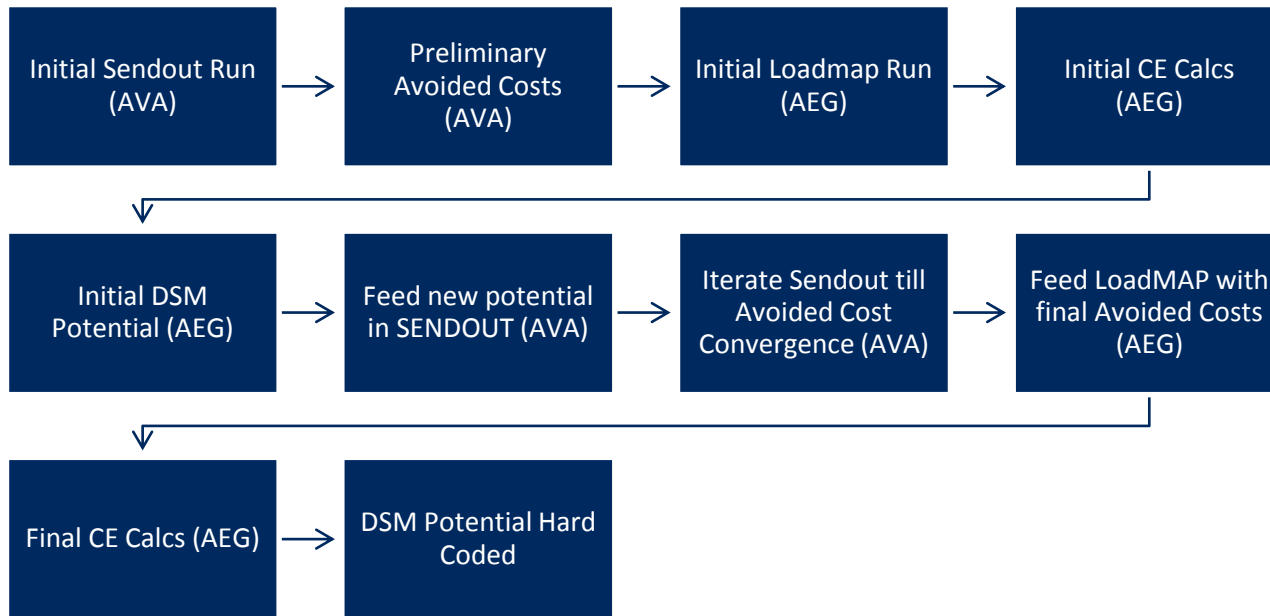 Initial Sendout Run
(AVA)
Preliminary
Avoided Costs
(AVA)
Initial Loadmap Run
(AEG)
Initial CE Calcs
(AEG)
Initial DSM
Potential (AEG)
Feed new potential
in SENDOUT (AVA)
Iterate Sendout till
Avoided Cost
Convergence (AVA)
Feed LoadMAP with
final Avoided Costs
(AEG)
Final CE Calcs (AEG)
DSM Potential Hard
Coded